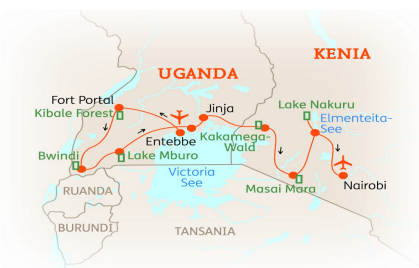 KENIA
UGANDA
Fort Portal
Kibale Forest
Jinja
Lake Nakuru
Elmenteita-
See
Entebbe
Kakamega-
Wald
Bwindi
Lake Mburo
Victoria
See
Masai Mara
Nairobi
RUANDA
BURUNDI
TANSANIA